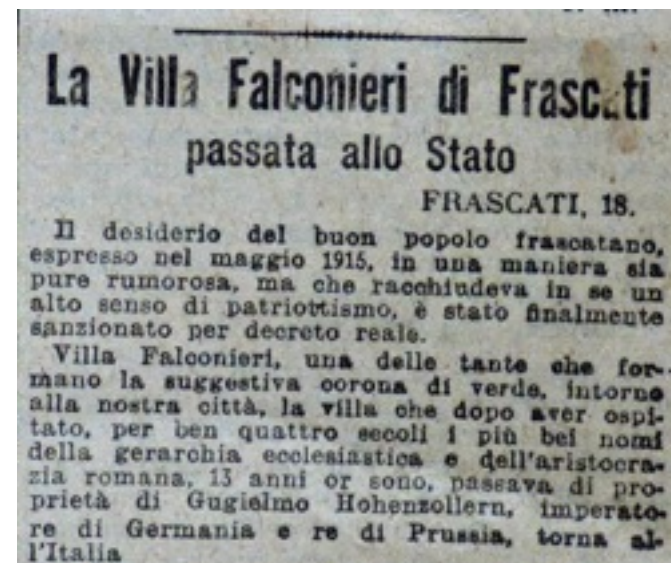 La Villa Falconieri di Frascati
passata allo Stato
FRASCATI, 18.
Il desiderio del buon popolo frascatano,
espresso nel maggio 1915, in una maniera sia
pure rumorosa, ma che racchiudeva in se un
alto senso di patriottismo, è stato finalmente
sanzionato per decreto reale.
Villa Falconieri, una delle tante che for-
mano la suggestiva corona di verde, intorno
alla nostra città, la villa che dopo aver ospi-
tato, per ben quattro secoli i più bei nomi
della gerarchia ecclesiastica e dell'aristocra-
zia romana, 13 anni or sono, passava di pro-
prietà di Gugielmo Hohenzollern, imperato-
re di Germania e re di Prussia, torna al-
l'Italia